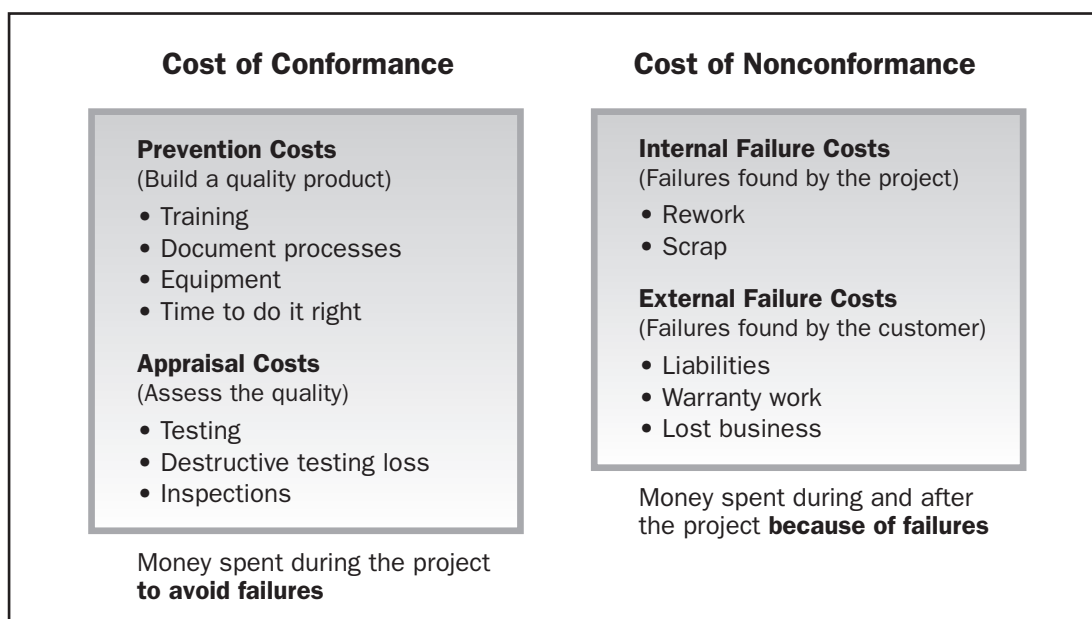 Cost of Conformance
Prevention Costs
(Build a quality product)
• Training
• Document processes
• Equipment
• Time to do it right
Appraisal Costs
(Assess the quality)
• Testing
• Destructive testing loss
• Inspections
Money spent during the project
to avoid failures
Cost of Nonconformance
Internal Failure Costs
(Failures found by the project)
• Rework
• Scrap
External Failure Costs
(Failures found by the customer)
• Liabilities
• Warranty work
• Lost business
Money spent during and after
the project because of failures